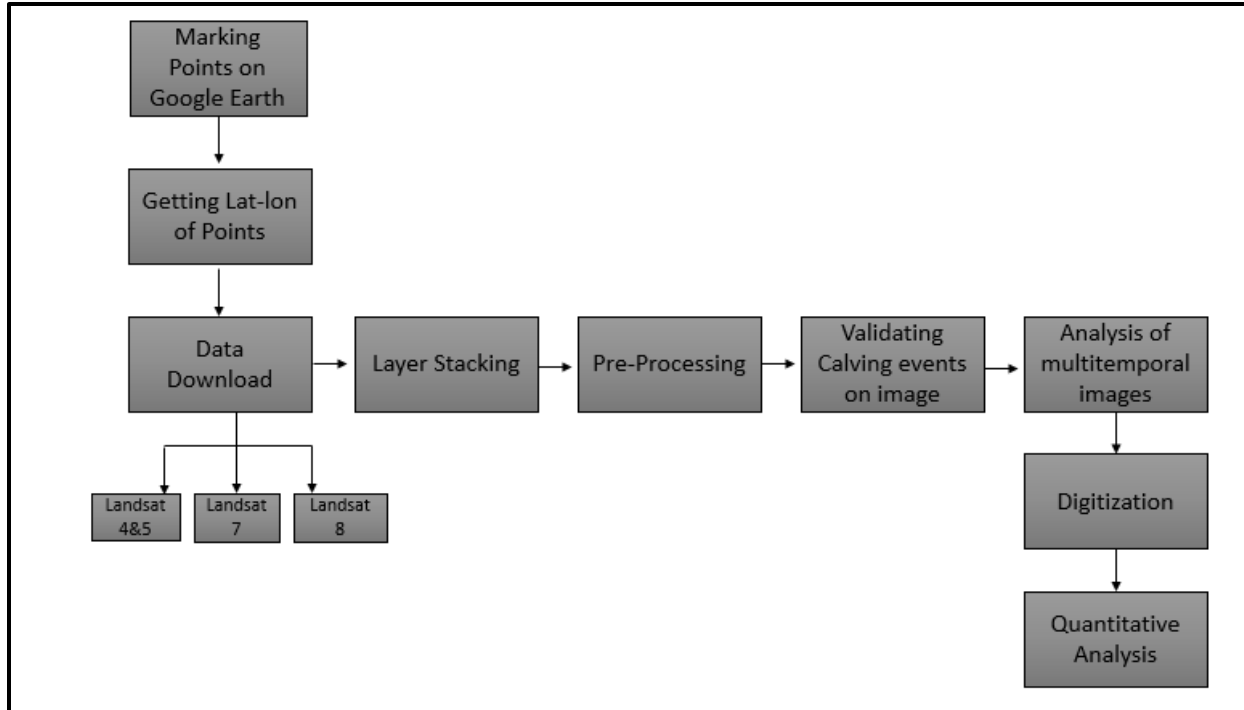 Marking
Points on
Google Earth
Getting Lat-lon
of Points
Data
Download
Layer Stacking
Pre-Processing
Validating
Calving events
on image
Analysis of
multitemporal
images
Landsat
4&5
Landsat
7
Landsat
8
Digitization
Quantitative
Analysis